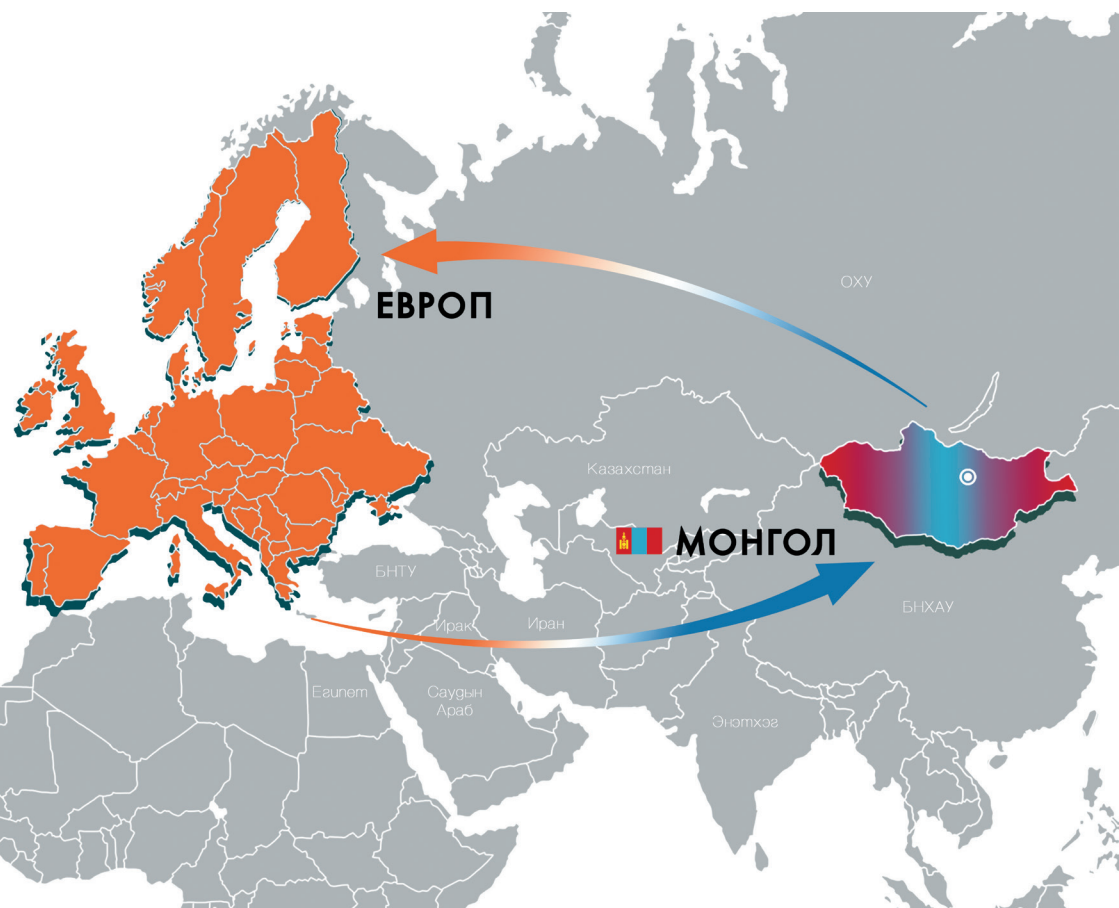 ОХУ
ЕВРОП
Казахстан
МОНГОЛ
БНТУ
БНХАУ
Ирак
Иран
Египет
Саудын
Араб
Энэтхэг